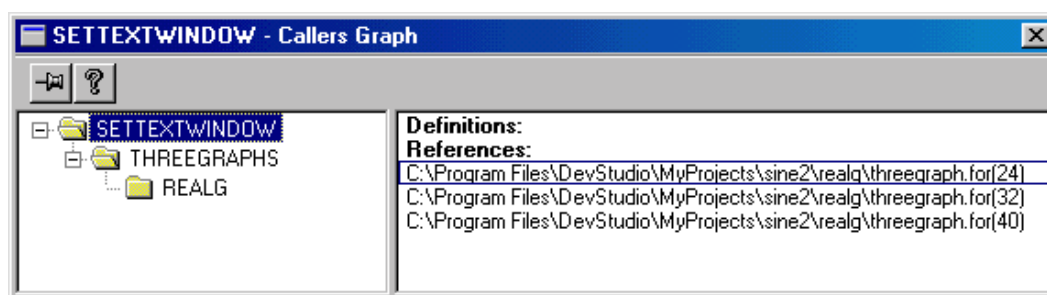 SETTEXTWINDOW - Callers Graph
SETTEXTWINDOW
THREEGRAPHS
REALG
Definitions:
References:
C:\Program Files\DevStudio\MyProjects\sine2\realg\threegraph.for(24)
C:\Program Files\DevStudio\MyProjects\sine2\realg\threegraph.for(32)
C:\Program Files\DevStudio\MyProjects\sine2\realg\threegraph.for(40)